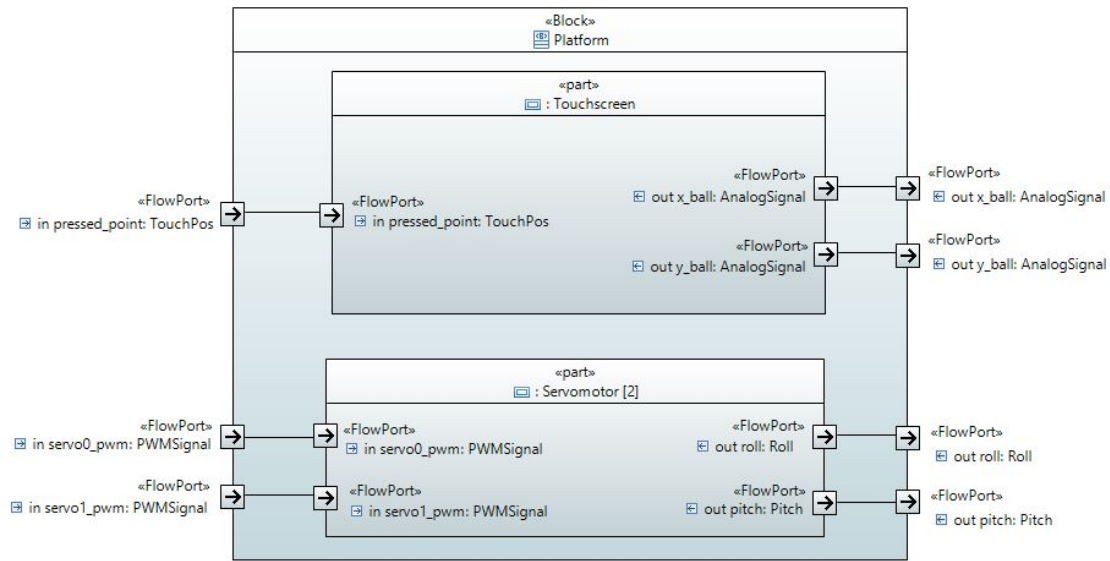 «Block»
Platform
«part»
: Touchscreen
«FlowPort»
in pressed_point: TouchPos
«FlowPort»
in pressed_point: TouchPos
«FlowPort»
out x_ball: AnalogSignal
«FlowPort»
out x_ball: AnalogSignal
«FlowPort»
out y_ball: AnalogSignal
«FlowPort»
out y_ball: AnalogSignal
«part»
: Servomotor [2]
«FlowPort»
in servo0_pwm: PWMSignal
«FlowPort»
in servo0_pwm: PWMSignal
«FlowPort»
out roll: Roll
«FlowPort»
out roll: Roll
«FlowPort»
in servo1_pwm: PWMSignal
«FlowPort»
in servo1_pwm: PWMSignal
«FlowPort»
out pitch: Pitch
«FlowPort»
out pitch: Pitch